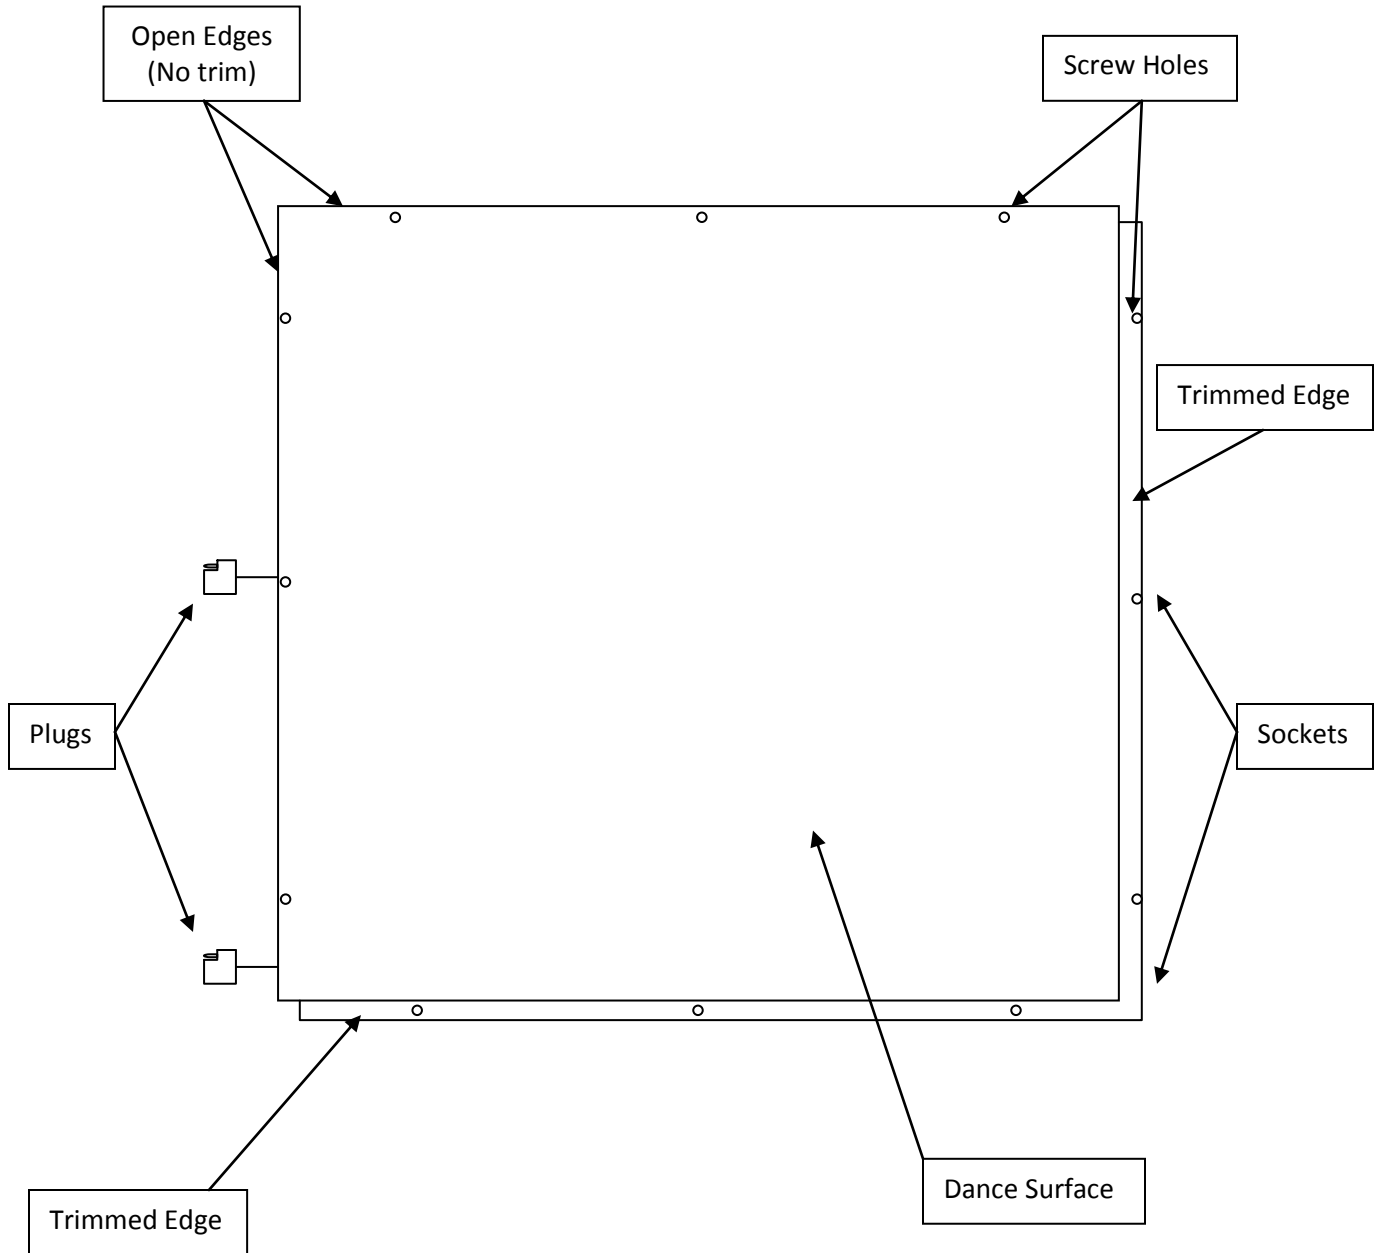 Open Edges
(No trim)
Screw Holes
Trimmed Edge
Plugs
Sockets
Dance Surface
Trimmed Edge